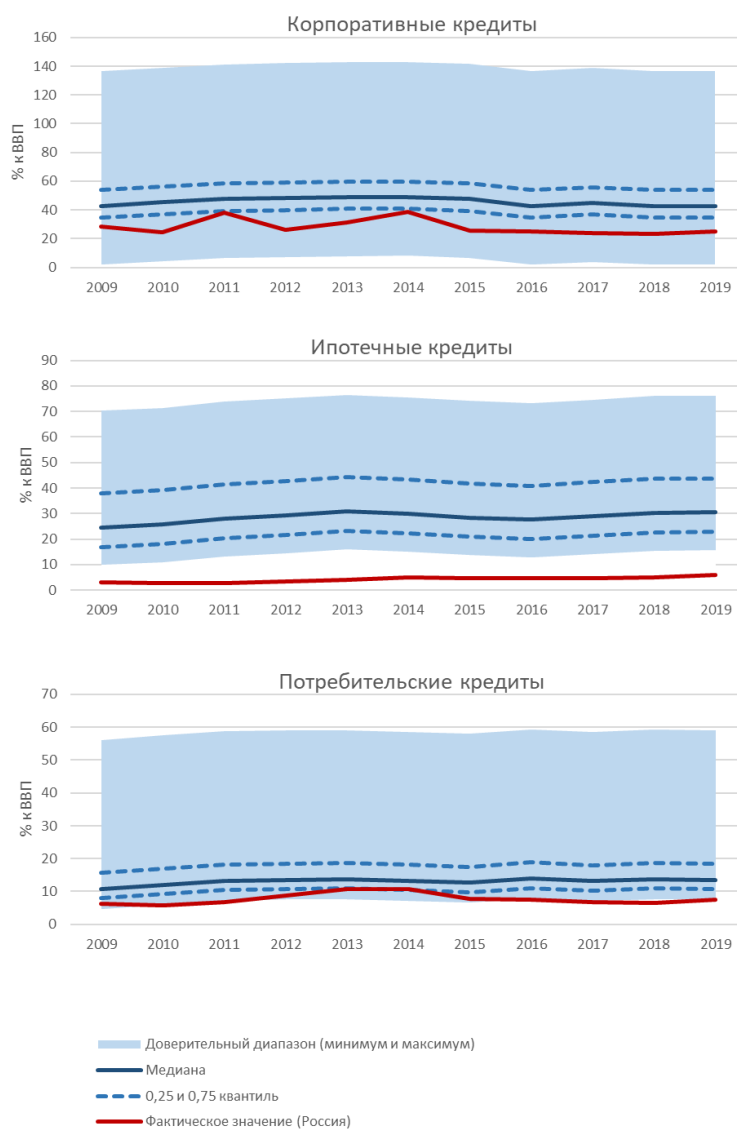 Корпоративные кредиты
% к ВВП
160
140
120
100
80
60
40
20
0
2009 2010 2011 2012 2013 2014 2015 2016 2017 2018 2019
Ипотечные кредиты
% к ВВП
90
80
70
60
50
40
30
20
10
0
2009 2010 2011 2012 2013 2014 2015 2016 2017 2018 2019
Потребительские кредиты
% к ВВП
70
60
50
40
30
20
10
0
2009 2010 2011 2012 2013 2014 2015 2016 2017 2018 2019
Доверительный диапазон (минимум и максимум)
Медиана
0,25 и 0,75 квантиль
Фактическое значение (Россия)